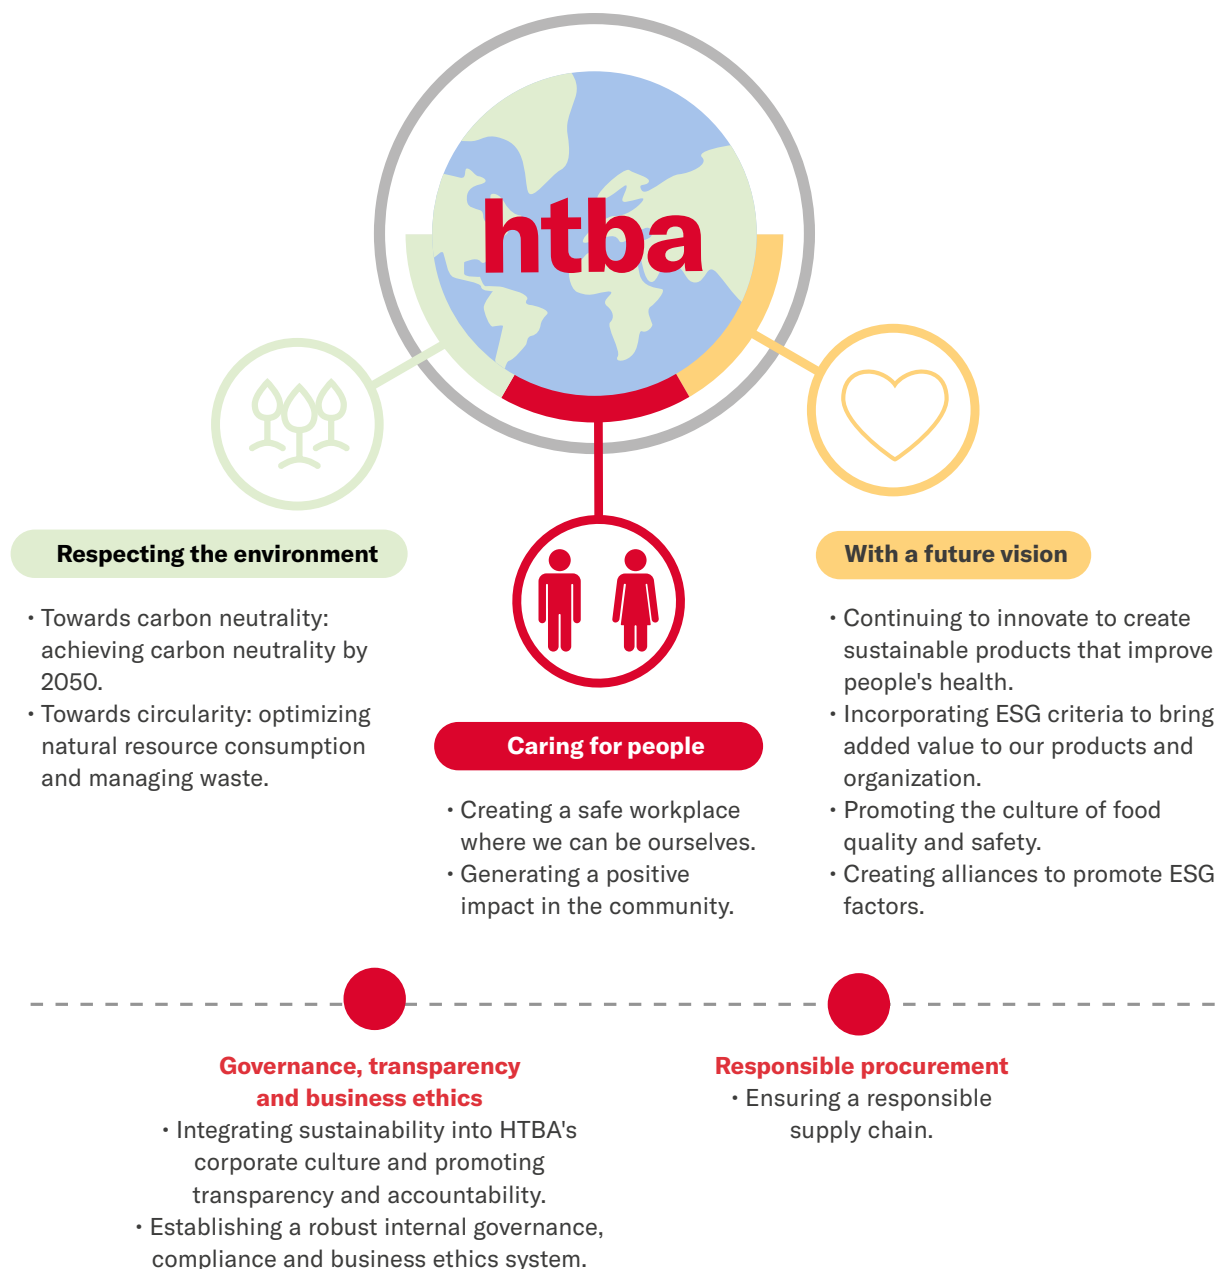 htba
Respecting the environment
• Towards carbon neutrality:
achieving carbon neutrality by
2050.
• Towards circularity: optimizing
natural resource consumption
and managing waste.
Caring for people
• Creating a safe workplace
where we can be ourselves.
• Generating a positive
impact in the community.
With a future vision
• Continuing to innovate to create
sustainable products that improve
people's health.
• Incorporating ESG criteria to bring
added value to our products and
organization.
• Promoting the culture of food
quality and safety.
• Creating alliances to promote ESG
factors.
Governance, transparency
and business ethics
• Integrating sustainability into HTBA's
corporate culture and promoting
transparency and accountability.
• Establishing a robust internal governance,
compliance and business ethics system.
Responsible procurement
• Ensuring a responsible
supply chain.